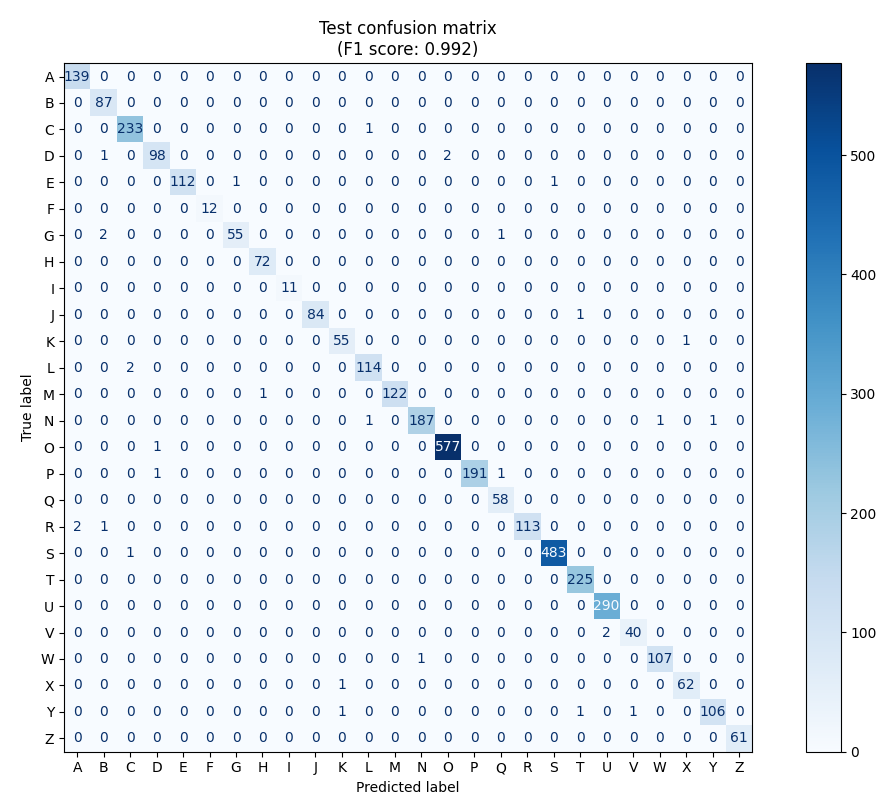 Test confusion matrix
(F1 score: 0.992)
A 139 0 0 0 0 0 0 0 0 0 0 0 0 0 0 0 0 0 0 0 0 0 0 0 0 0
B 0 87 0 0 0 0 0 0 0 0 0 0 0 0 0 0 0 0 0 0 0 0 0 0 0 0
C 0 0 233 0 0 0 0 0 0 0 0 1 0 0 0 0 0 0 0 0 0 0 0 0 0 0
D 0 1 0 98 0 0 0 0 0 0 0 0 0 0 2 0 0 0 0 0 0 0 0 0 0 0
E 0 0 0 0 112 0 1 0 0 0 0 0 0 0 0 0 0 0 1 0 0 0 0 0 0 0
F 0 0 0 0 0 12 0 0 0 0 0 0 0 0 0 0 0 0 0 0 0 0 0 0 0 0
G 0 2 0 0 0 0 55 0 0 0 0 0 0 0 0 0 1 0 0 0 0 0 0 0 0 0
H 0 0 0 0 0 0 0 72 0 0 0 0 0 0 0 0 0 0 0 0 0 0 0 0 0 0
I 0 0 0 0 0 0 0 0 11 0 0 0 0 0 0 0 0 0 0 0 0 0 0 0 0 0
J 0 0 0 0 0 0 0 0 0 84 0 0 0 0 0 0 0 0 0 1 0 0 0 0 0 0
K 0 0 0 0 0 0 0 0 0 0 55 0 0 0 0 0 0 0 0 0 0 0 0 1 0 0
L 0 0 2 0 0 0 0 0 0 0 0 114 0 0 0 0 0 0 0 0 0 0 0 0 0 0
M 0 0 0 0 0 0 0 1 0 0 0 0 122 0 0 0 0 0 0 0 0 0 0 0 0 0
N 0 0 0 0 0 0 0 0 0 0 0 1 0 187 0 0 0 0 0 0 0 0 1 0 1 0
O 0 0 0 1 0 0 0 0 0 0 0 0 0 0 577 0 0 0 0 0 0 0 0 0 0 0
P 0 0 0 1 0 0 0 0 0 0 0 0 0 0 0 191 1 0 0 0 0 0 0 0 0 0
Q 0 0 0 0 0 0 0 0 0 0 0 0 0 0 0 0 58 0 0 0 0 0 0 0 0 0
R 2 1 0 0 0 0 0 0 0 0 0 0 0 0 0 0 0 113 0 0 0 0 0 0 0 0
S 0 0 1 0 0 0 0 0 0 0 0 0 0 0 0 0 0 0 483 0 0 0 0 0 0 0
T 0 0 0 0 0 0 0 0 0 0 0 0 0 0 0 0 0 0 0 225 0 0 0 0 0 0
U 0 0 0 0 0 0 0 0 0 0 0 0 0 0 0 0 0 0 0 0 290 0 0 0 0 0
V 0 0 0 0 0 0 0 0 0 0 0 0 0 0 0 0 0 0 0 0 2 40 0 0 0 0
W 0 0 0 0 0 0 0 0 0 0 0 0 0 1 0 0 0 0 0 0 0 0 107 0 0 0
X 0 0 0 0 0 0 0 0 0 0 1 0 0 0 0 0 0 0 0 0 0 0 0 62 0 0
Y 0 0 0 0 0 0 0 0 0 0 1 0 0 0 0 0 0 0 0 1 0 1 0 0 106 0
Z 0 0 0 0 0 0 0 0 0 0 0 0 0 0 0 0 0 0 0 0 0 0 0 0 0 61
A B C D E F G H I J K L M N O P Q R S T U V W X Y Z
Predicted label
True label
500
400
300
200
100
0